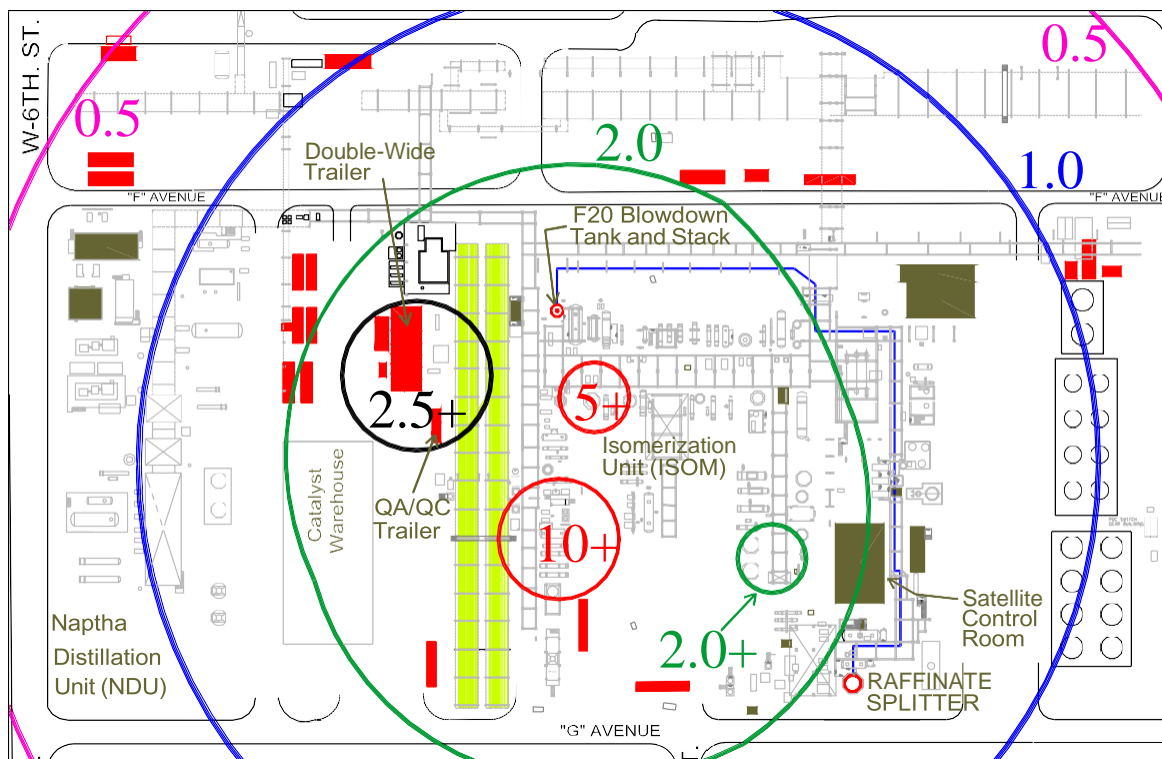 W-6TH. ST.
0.5
0.5
Double-Wide
Trailer
2.0
1.0
"F" AVENUE
"F" AVENUE
F20 Blowdown
Tank and Stack
2.5+
5+
Isomerization
Unit (ISOM)
Catalyst
Warehouse
QA/QC
Trailer
10+
2.0+
Satellite
Control
Room
Naptha
Distillation
Unit (NDU)
RAFFINATE
SPLITTER
"G" AVENUE